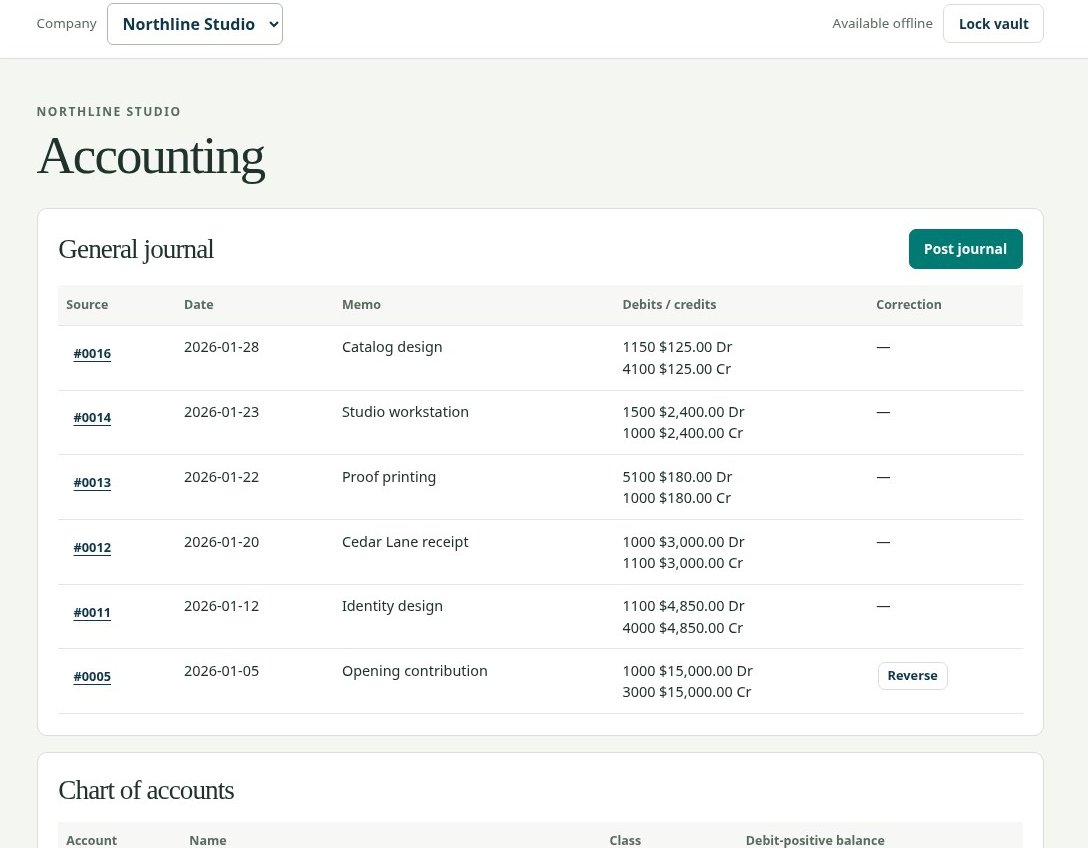 Company Northline Studio Available offline Lock vault
NORTHLINE STUDIO
Accounting
General journal Post journal
Source Date Memo Debits / credits Correction
#0016 2026-01-28 Catalog design 1150 $125.00 Dr —
4100 $125.00 Cr
#0014 2026-01-23 Studio workstation 1500 $2,400.00 Dr —
1000 $2,400.00 Cr
#0013 2026-01-22 Proof printing 5100 $180.00 Dr —
1000 $180.00 Cr
#0012 2026-01-20 Cedar Lane receipt 1000 $3,000.00 Dr —
1100 $3,000.00 Cr
#0011 2026-01-12 Identity design 1100 $4,850.00 Dr —
4000 $4,850.00 Cr
#0005 2026-01-05 Opening contribution 1000 $15,000.00 Dr Reverse
3000 $15,000.00 Cr
Chart of accounts
Account Name Class Debit-positive balance